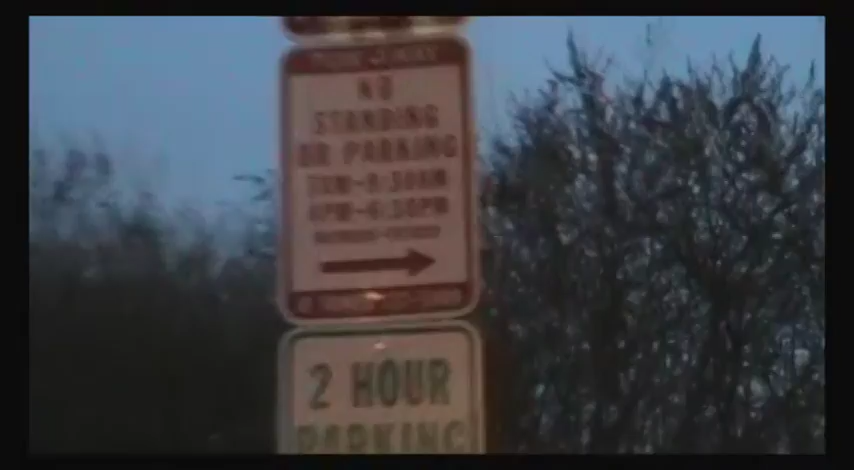 NO
STANDING
OR PARKING
7AM-9:30AM
4PM-6:30PM
2 HOUR
PARKING